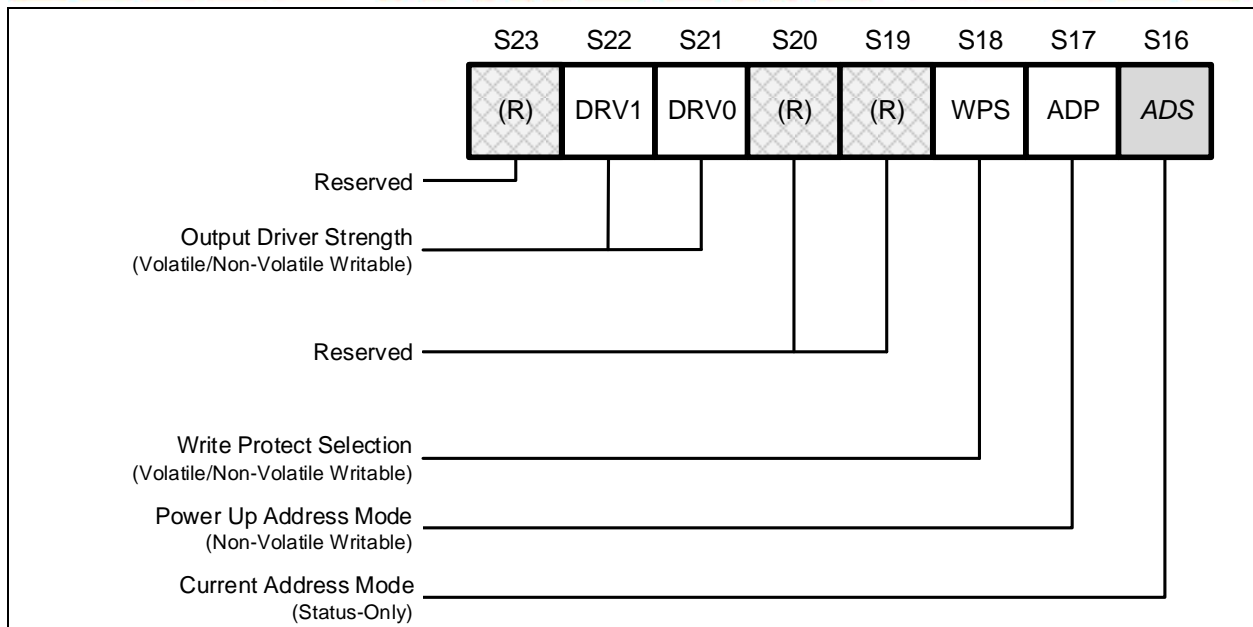 S23 S22 S21 S20 S19 S18 S17 S16
(R) DRV1 DRV0 (R) (R) WPS ADP ADS
Reserved
Output Driver Strength
(Volatile/Non-Volatile Writable)
Reserved
Write Protect Selection
(Volatile/Non-Volatile Writable)
Power Up Address Mode
(Non-Volatile Writable)
Current Address Mode
(Status-Only)